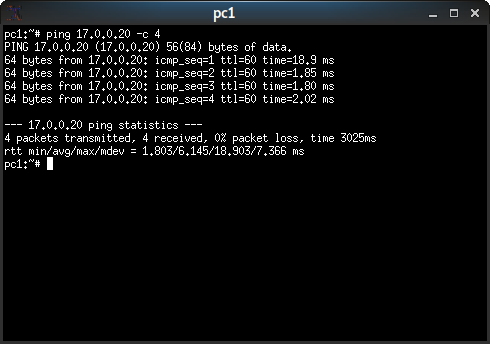 pc1
pc1:~# ping 17.0.0.20 -c 4
PING 17.0.0.20 (17.0.0.20) 56(84) bytes of data.
64 bytes from 17.0.0.20: icmp_seq=1 ttl=60 time=18.9 ms
64 bytes from 17.0.0.20: icmp_seq=2 ttl=60 time=1.85 ms
64 bytes from 17.0.0.20: icmp_seq=3 ttl=60 time=1.80 ms
64 bytes from 17.0.0.20: icmp_seq=4 ttl=60 time=2.02 ms
--- 17.0.0.20 ping statistics ---
4 packets transmitted, 4 received, 0% packet loss, time 3025ms
rtt min/avg/max/mdev = 1.803/6.145/18.903/7.366 ms
pc1:~#